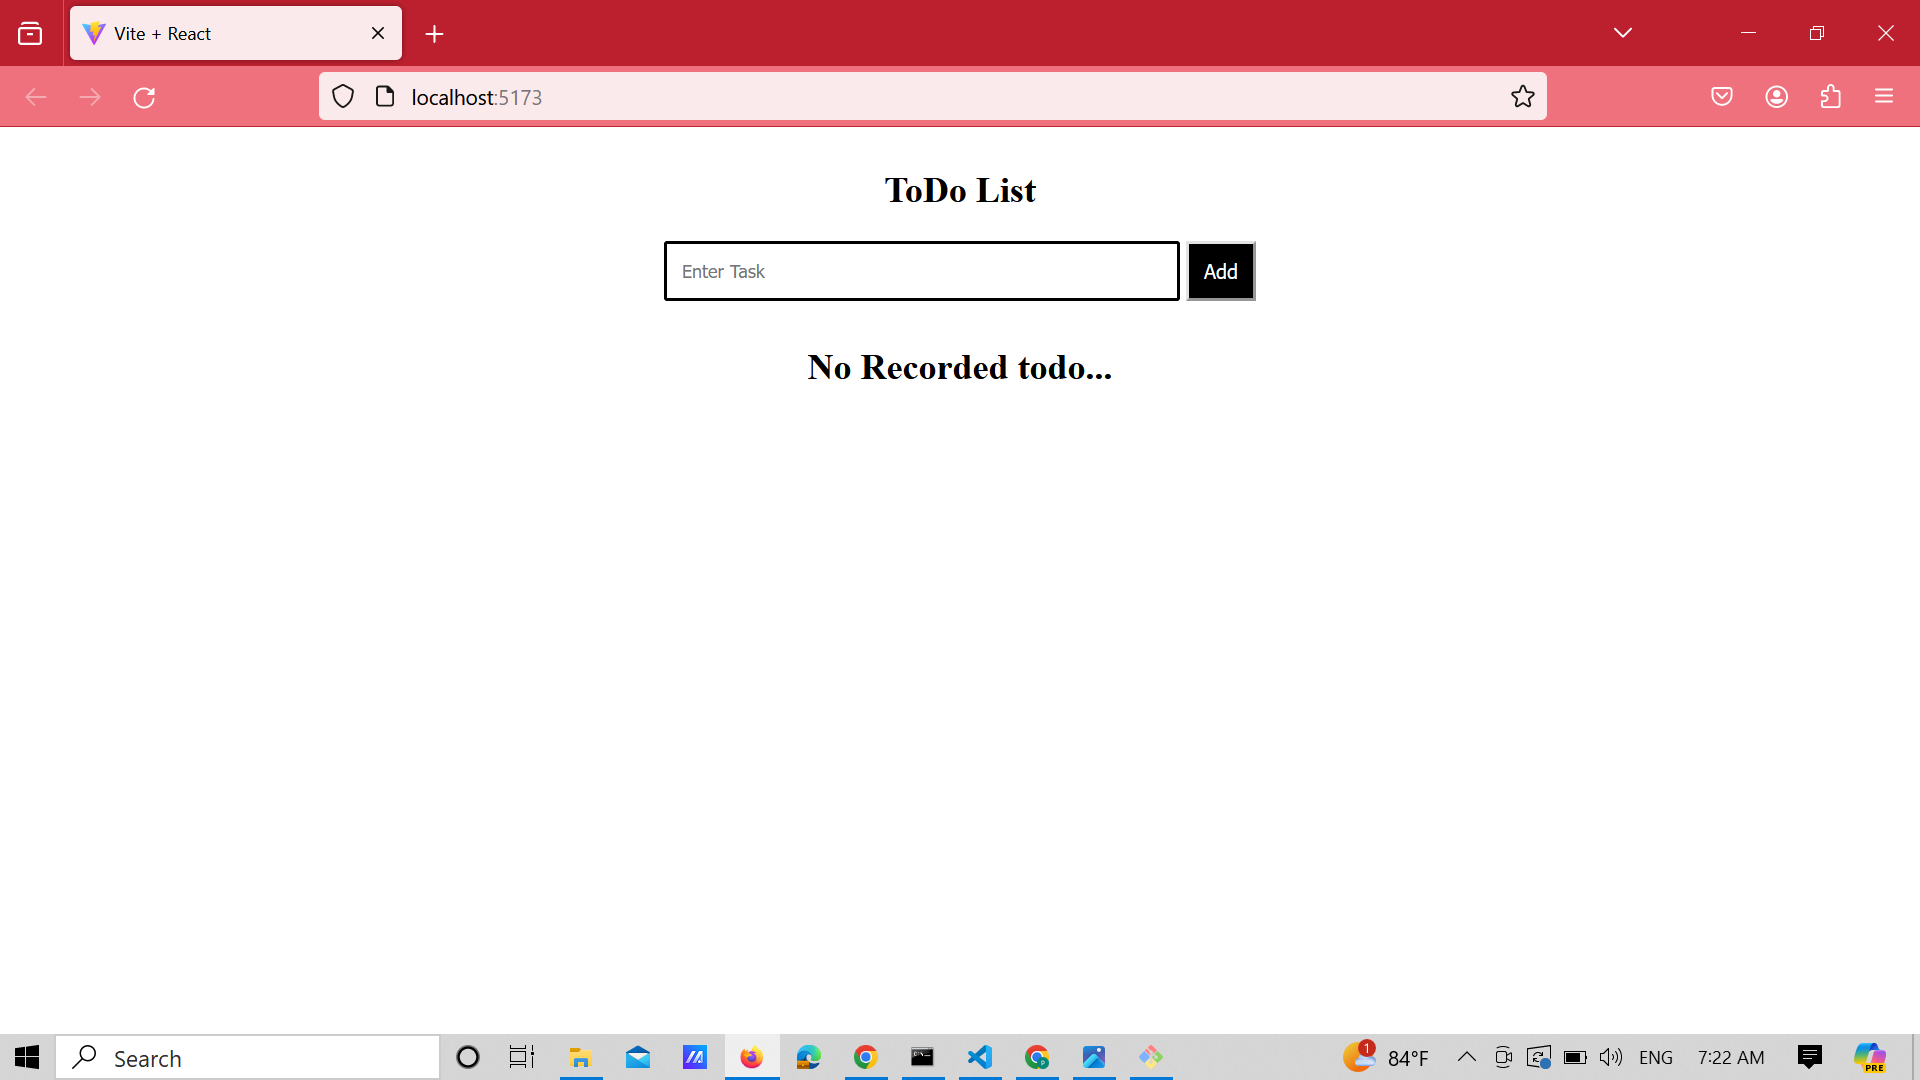 Vite + React
localhost:5173
ToDo List
Enter Task
Add
No Recorded todo...
Search
1
84°F
ENG
7:22 AM
PRE